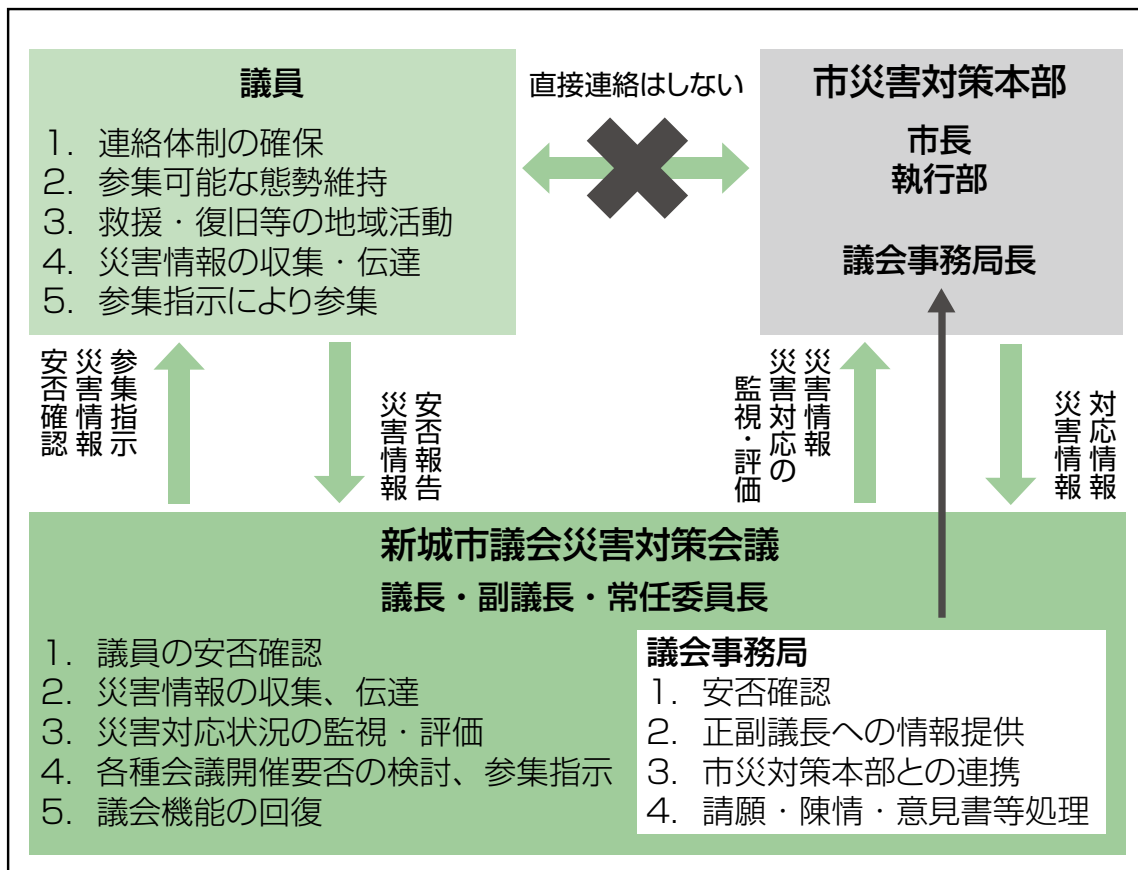 議員
1. 連絡体制の確保
2. 参集可能な態勢維持
3. 救援・復旧等の地域活動
4. 災害情報の収集・伝達
5. 参集指示により参集
直接連絡はしない
市災害対策本部
市長
執行部
議会事務局長
参集指示
災害情報
安否確認
安否報告
災害情報
災害情報
災害対応の
監視・評価
対応情報
災害情報
新城市議会災害対策会議
議長・副議長・常任委員長
1. 議員の安否確認
2. 災害情報の収集、伝達
3. 災害対応状況の監視・評価
4. 各種会議開催要否の検討、参集指示
5. 議会機能の回復
議会事務局
1. 安否確認
2. 正副議長への情報提供
3. 市災対策本部との連携
4. 請願・陳情・意見書等処理